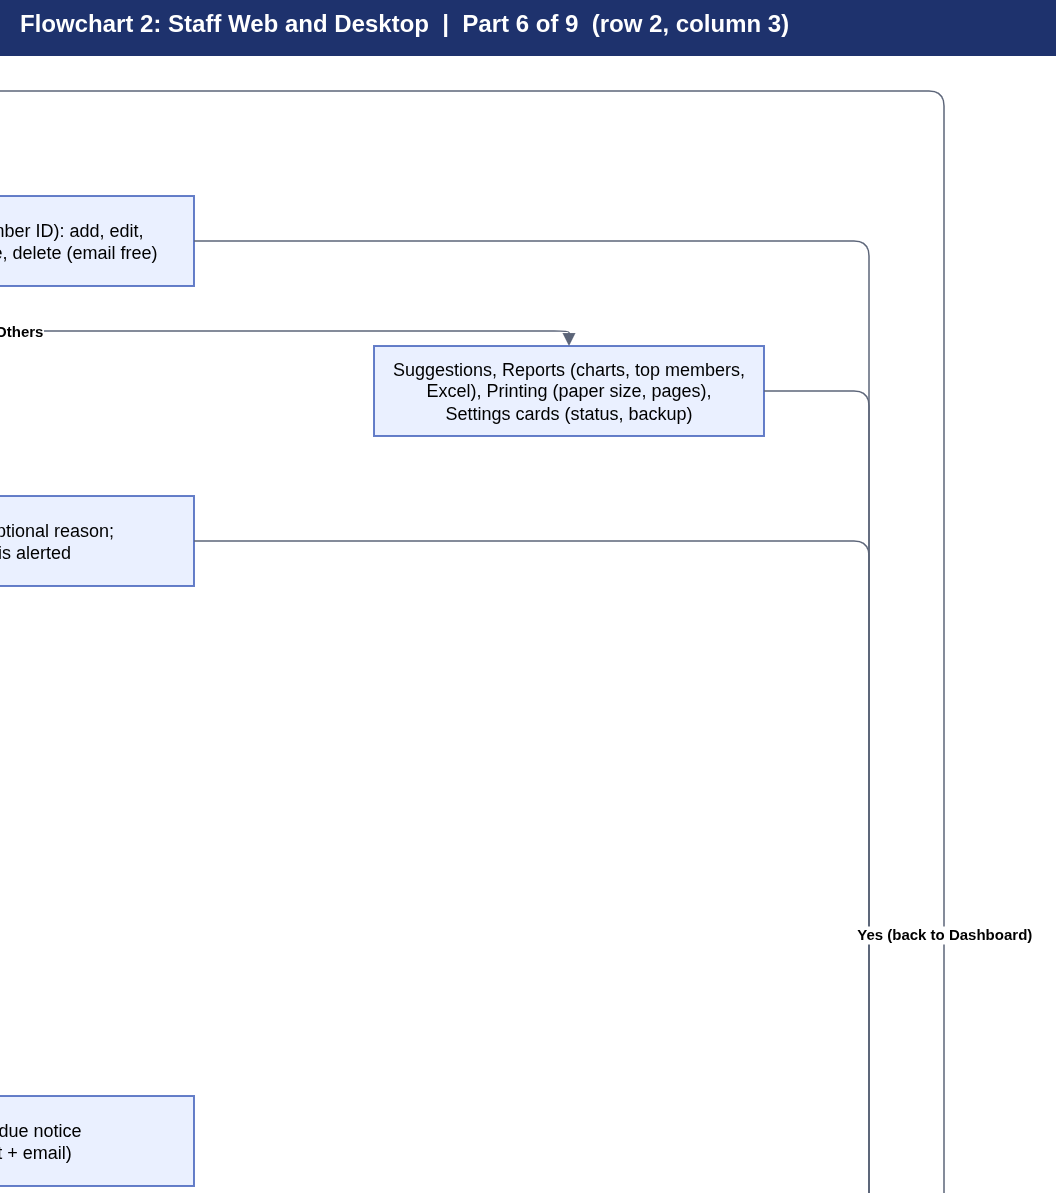 Flowchart 2: Staff Web and Desktop | Part 6 of 9 (row 2, column 3)
ID): add, edit,
delete (email free)
Others
Suggestions, Reports (charts, top members,
Excel), Printing (paper size, pages),
Settings cards (status, backup)
reason;
is alerted
Yes (back to Dashboard)
due notice
+ email)